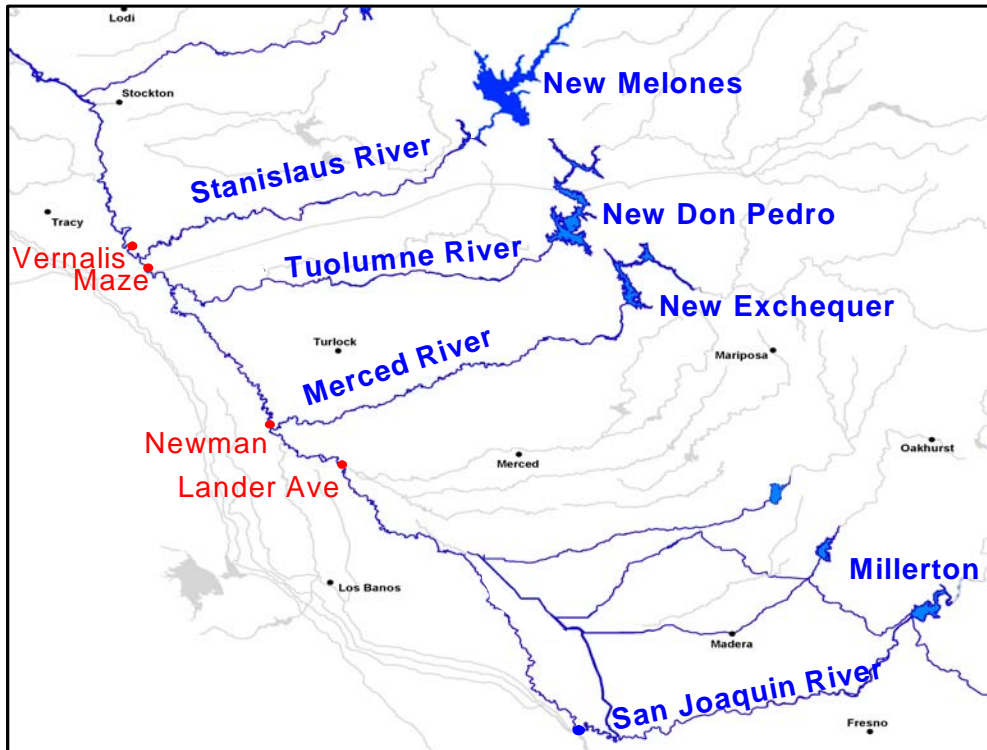 Lodi
New Melones
Stockton
Stanislaus River
Tracy
New Don Pedro
Vernalis
Maze
Tuolumne River
New Exchequer
Turlock
Mariposa
Merced River
Newman
Oakhurst
Merced
Lander Ave
Los Banos
Millerton
Madera
San Joaquin River
Fresno